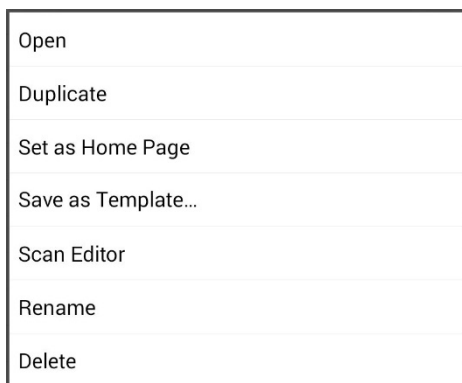 Open
Duplicate
Set as Home Page
Save as Template...
Scan Editor
Rename
Delete